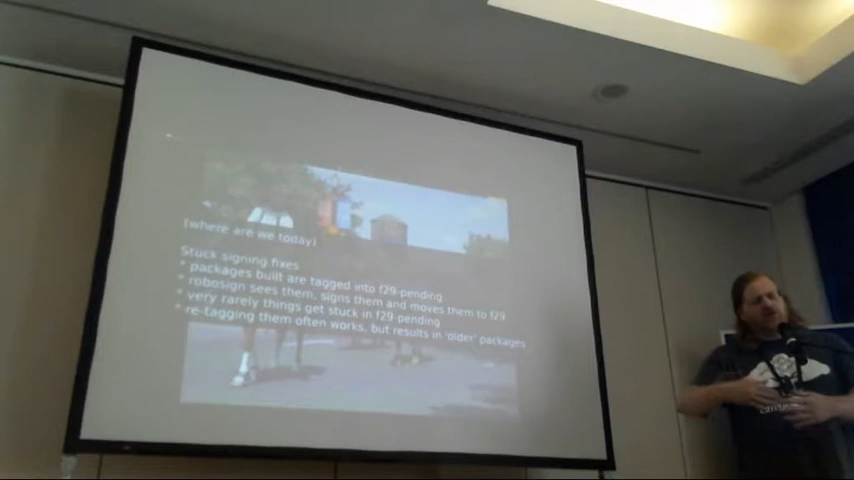 (where are we today)
Stuck signing fixes
* packages built are tagged into f29-pending
* robosign sees them, signs them and moves them to f29
* very rarely things get stuck in f29-pending
* re-tagging them often works, but results in 'older' packages